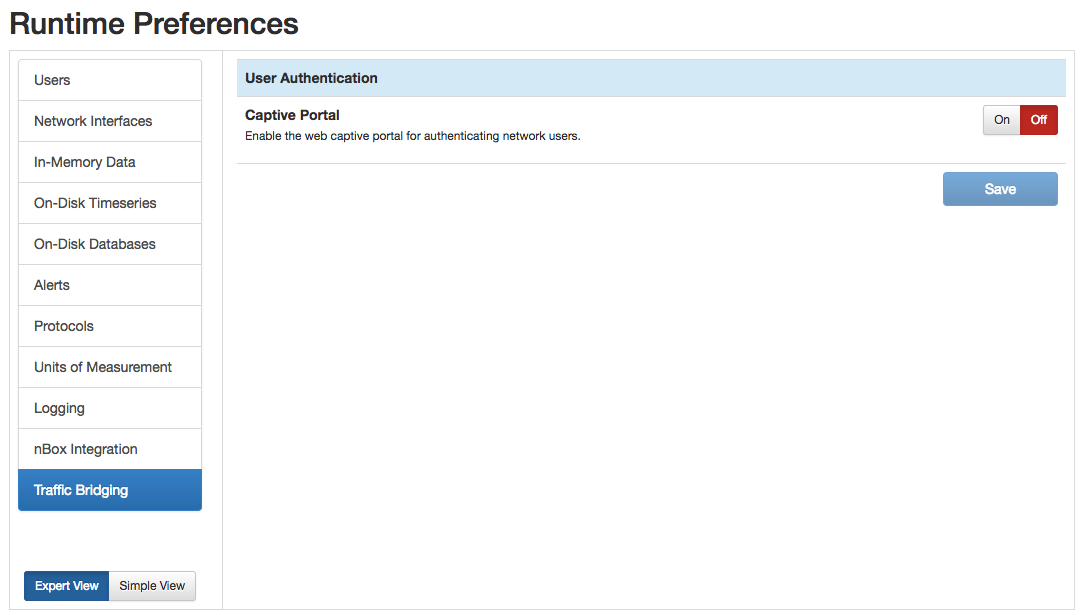 Runtime Preferences
Users
Network Interfaces
In-Memory Data
On-Disk Timeseries
On-Disk Databases
Alerts
Protocols
Units of Measurement
Logging
nBox Integration
Traffic Bridging
Expert View Simple View
User Authentication
Captive Portal
Enable the web captive portal for authenticating network users.
On Off
Save